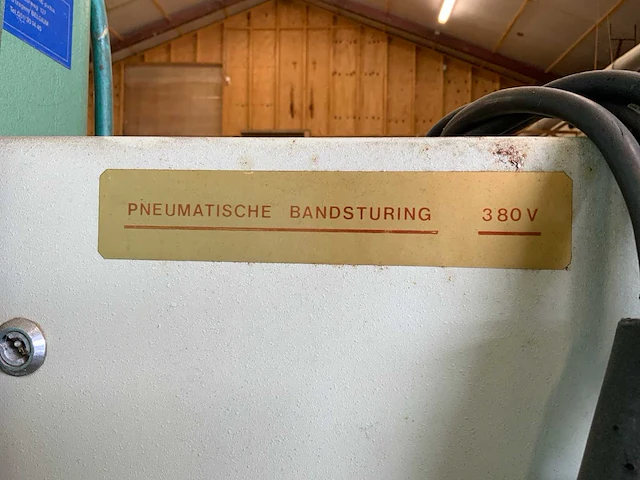 PNEUMATISCHE BANDSTURING 380V